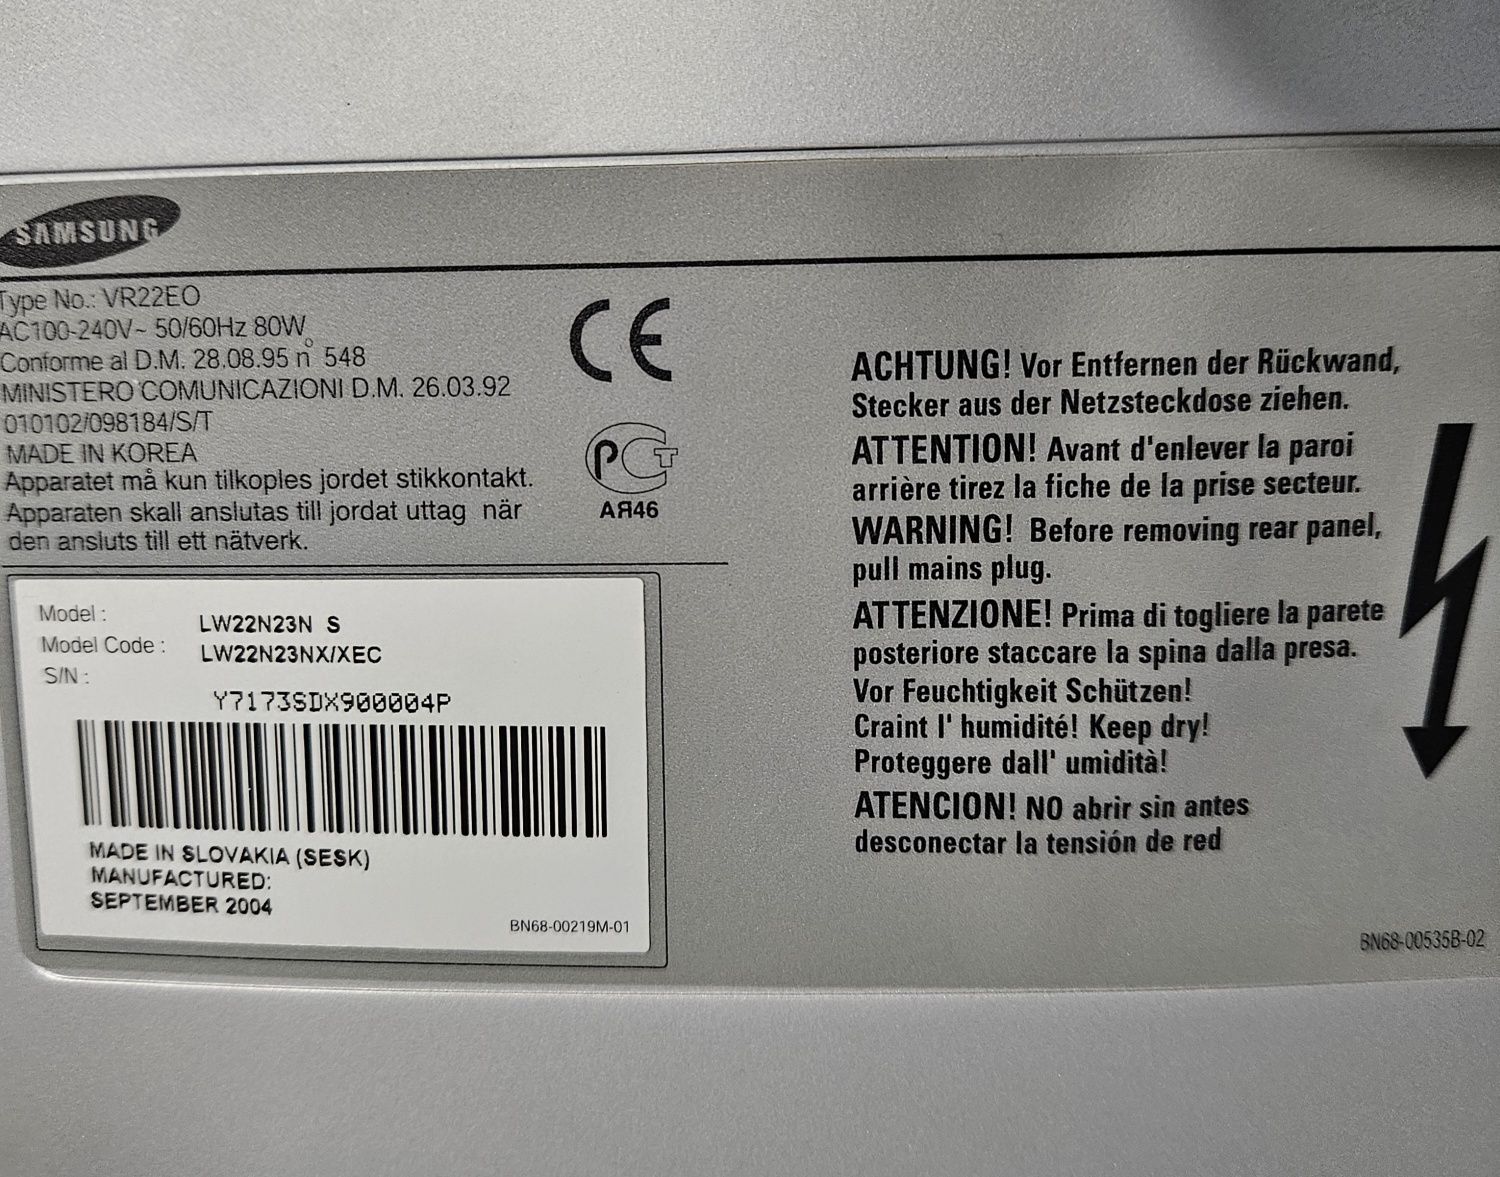 SAMSUNG
Type No.: VR22EO
AC100-240V~ 50/60Hz 80W
Conforme al D.M. 28.08.95 n° 548
MINISTERO COMUNICAZIONI D.M. 26.03.92
010102/098184/S/T
MADE IN KOREA
Apparatet må kun tilkoples jordet stikkontakt.
Apparaten skall anslutas till jordat uttag när
den ansluts till ett nätverk.
CE
РСТ
АЯ46
Model : LW22N23N S
Model Code : LW22N23NX/XEC
S/N :
Y7173SDX900004P
MADE IN SLOVAKIA (SESK)
MANUFACTURED:
SEPTEMBER 2004
BN68-00219M-01
ACHTUNG! Vor Entfernen der Rückwand,
Stecker aus der Netzsteckdose ziehen.
ATTENTION! Avant d'enlever la paroi
arrière tirez la fiche de la prise secteur.
WARNING! Before removing rear panel,
pull mains plug.
ATTENZIONE! Prima di togliere la parete
posteriore staccare la spina dalla presa.
Vor Feuchtigkeit Schützen!
Craint l' humidité! Keep dry!
Proteggere dall' umidità!
ATENCION! NO abrir sin antes
desconectar la tensión de red
BN68-00535B-02